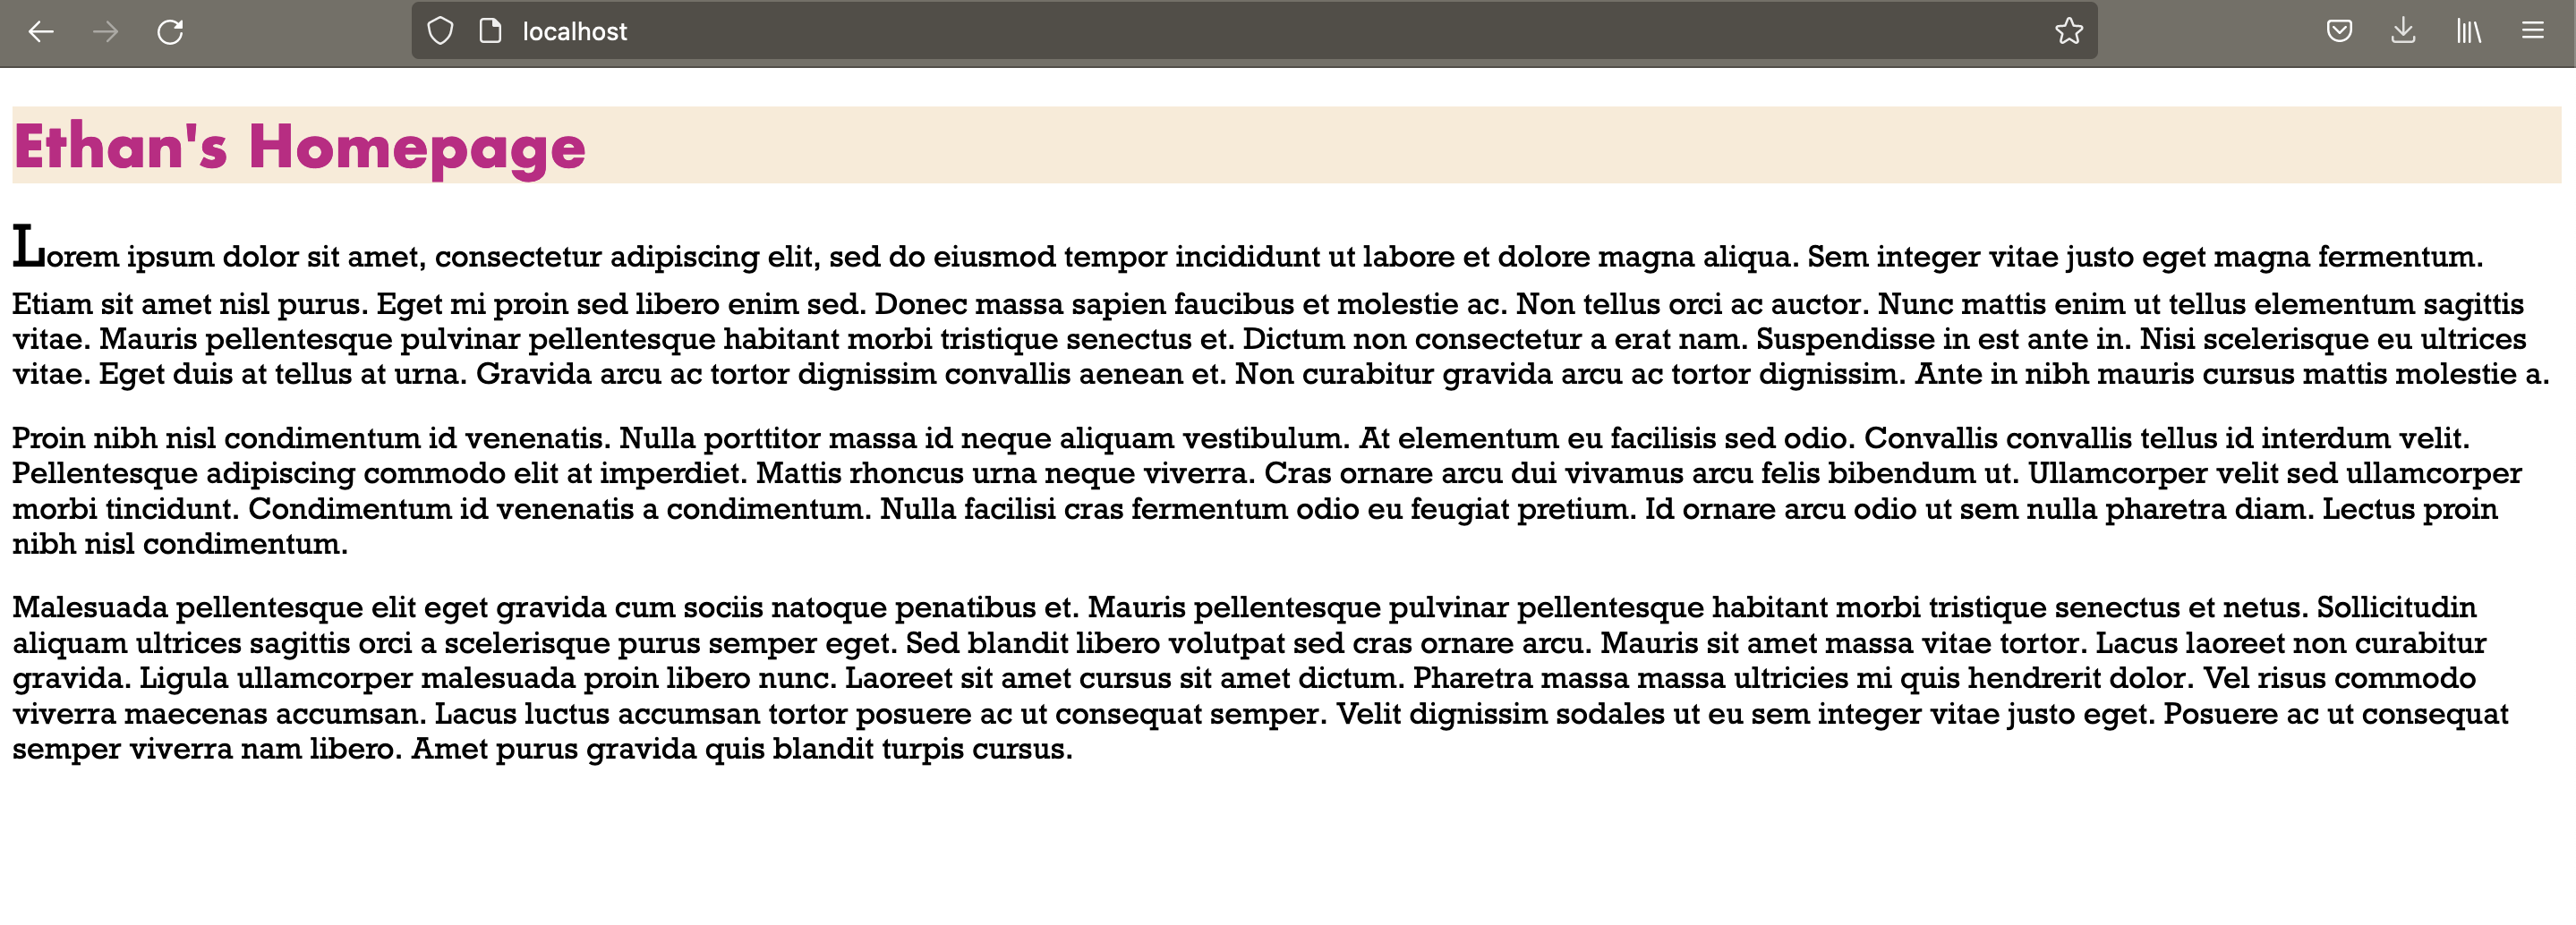 localhost
Ethan's Homepage
Lorem ipsum dolor sit amet, consectetur adipiscing elit, sed do eiusmod tempor incididunt ut labore et dolore magna aliqua. Sem integer vitae justo eget magna fermentum.
Etiam sit amet nisl purus. Eget mi proin sed libero enim sed. Donec massa sapien faucibus et molestie ac. Non tellus orci ac auctor. Nunc mattis enim ut tellus elementum sagittis
vitae. Mauris pellentesque pulvinar pellentesque habitant morbi tristique senectus et. Dictum non consectetur a erat nam. Suspendisse in est ante in. Nisi scelerisque eu ultrices
vitae. Eget duis at tellus at urna. Gravida arcu ac tortor dignissim convallis aenean et. Non curabitur gravida arcu ac tortor dignissim. Ante in nibh mauris cursus mattis molestie a.
Proin nibh nisl condimentum id venenatis. Nulla porttitor massa id neque aliquam vestibulum. At elementum eu facilisis sed odio. Convallis convallis tellus id interdum velit.
Pellentesque adipiscing commodo elit at imperdiet. Mattis rhoncus urna neque viverra. Cras ornare arcu dui vivamus arcu felis bibendum ut. Ullamcorper velit sed ullamcorper
morbi tincidunt. Condimentum id venenatis a condimentum. Nulla facilisi cras fermentum odio eu feugiat pretium. Id ornare arcu odio ut sem nulla pharetra diam. Lectus proin
nibh nisl condimentum.
Malesuada pellentesque elit eget gravida cum sociis natoque penatibus et. Mauris pellentesque pulvinar pellentesque habitant morbi tristique senectus et netus. Sollicitudin
aliquam ultrices sagittis orci a scelerisque purus semper eget. Sed blandit libero volutpat sed cras ornare arcu. Mauris sit amet massa vitae tortor. Lacus laoreet non curabitur
gravida. Ligula ullamcorper malesuada proin libero nunc. Laoreet sit amet cursus sit amet dictum. Pharetra massa massa ultricies mi quis hendrerit dolor. Vel risus commodo
viverra maecenas accumsan. Lacus luctus accumsan tortor posuere ac ut consequat semper. Velit dignissim sodales ut eu sem integer vitae justo eget. Posuere ac ut consequat
semper viverra nam libero. Amet purus gravida quis blandit turpis cursus.